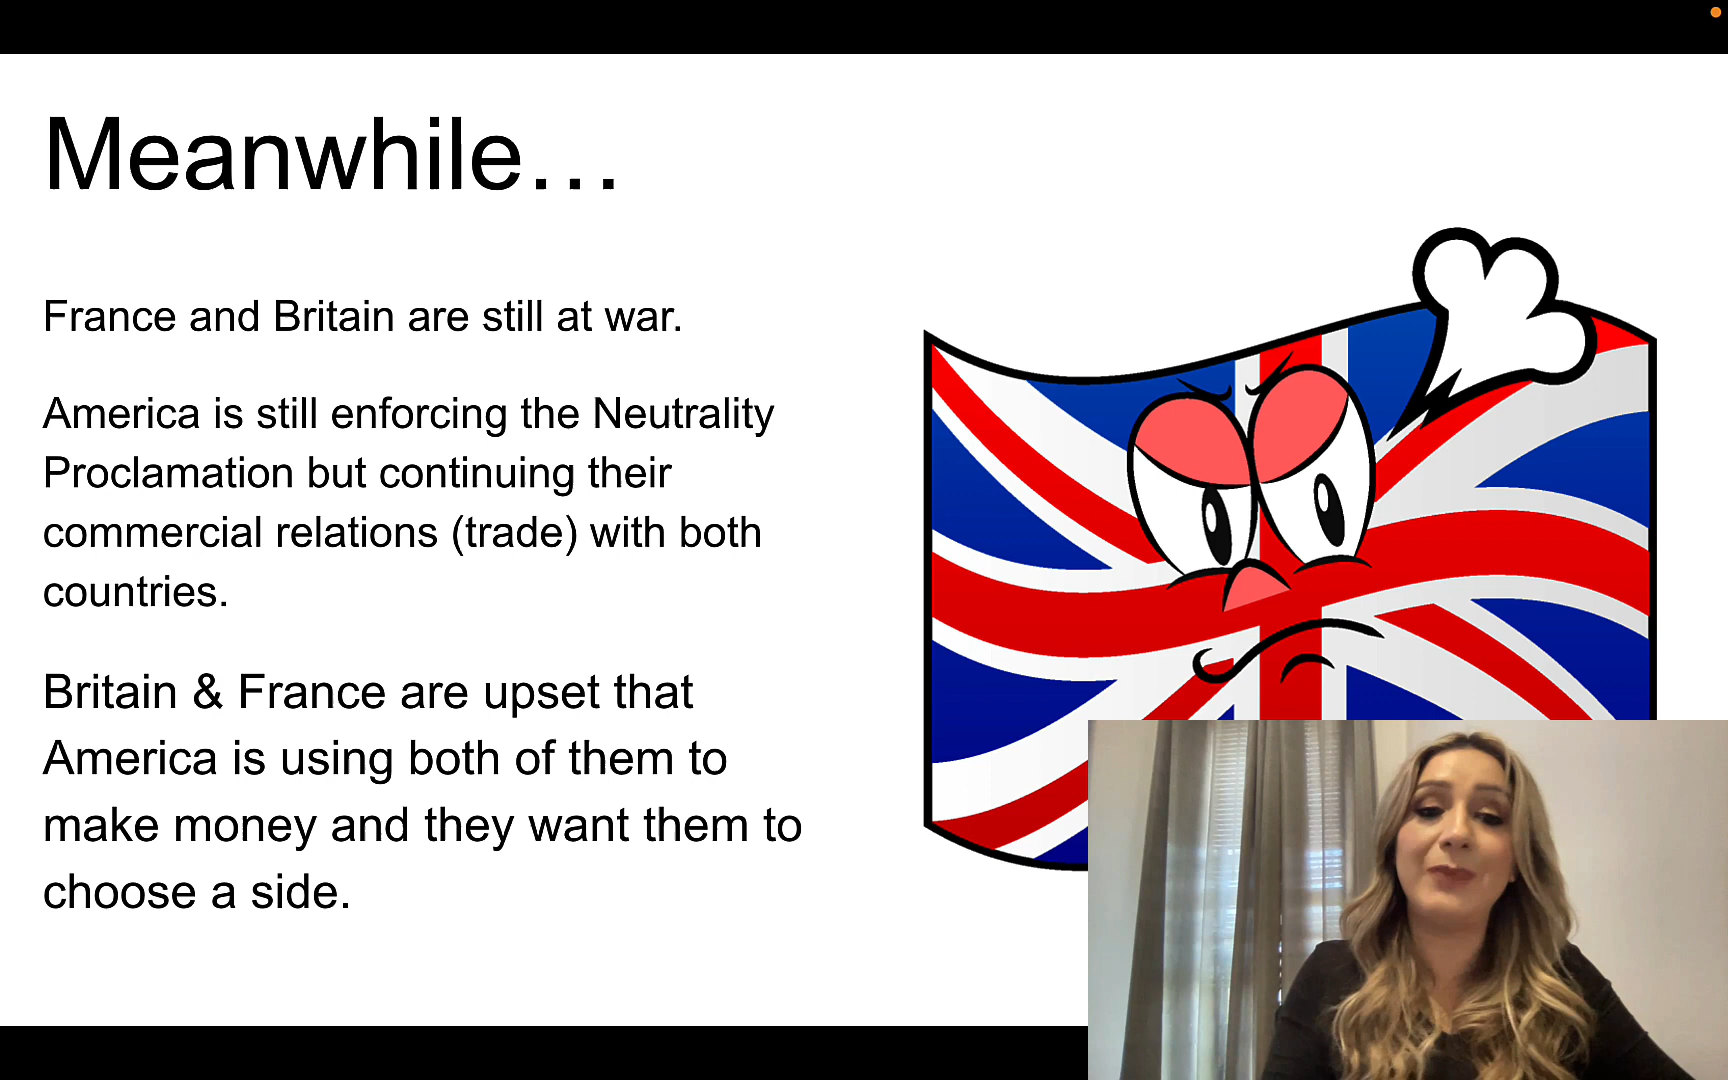 Meanwhile…
France and Britain are still at war.
America is still enforcing the Neutrality
Proclamation but continuing their
commercial relations (trade) with both
countries.
Britain & France are upset that
America is using both of them to
make money and they want them to
choose a side.